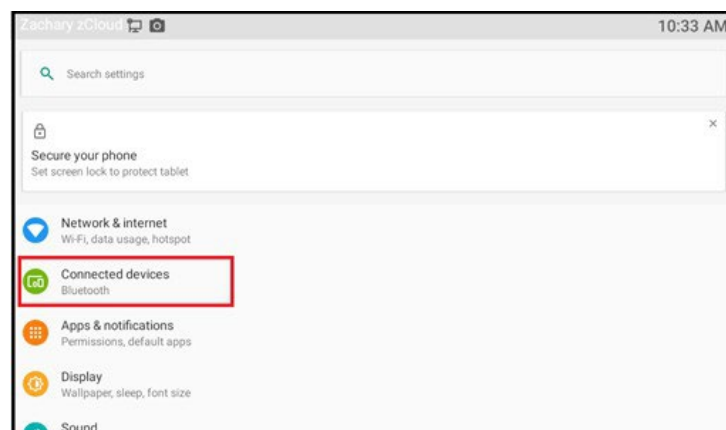 Zachary zCloud
10:33 AM
Search settings
Secure your phone
Set screen lock to protect tablet
Network & internet
Wi-Fi, data usage, hotspot
Connected devices
Bluetooth
Apps & notifications
Permissions, default apps
Display
Wallpaper, sleep, font size
Sound